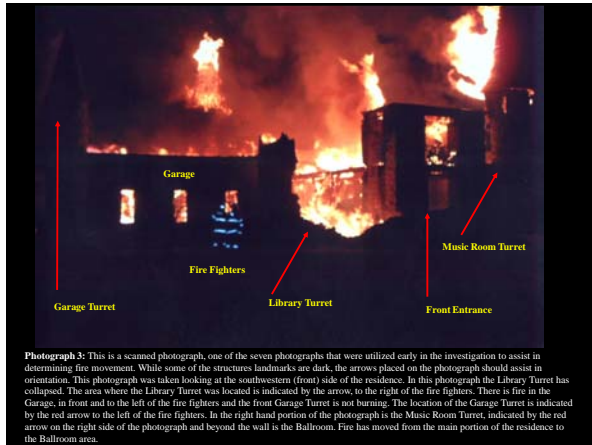 Garage
Fire Fighters
Music Room Turret
Garage Turret
Library Turret
Front Entrance
Photograph 3: This is a scanned photograph, one of the seven photographs that were utilized early in the investigation to assist in
determining fire movement. While some of the structures landmarks are dark, the arrows placed on the photograph should assist in
orientation. This photograph was taken looking at the southwestern (front) side of the residence. In this photograph the Library Turret has
collapsed. The area where the Library Turret was located is indicated by the arrow, to the right of the fire fighters. There is fire in the
Garage, in front and to the left of the fire fighters and the front Garage Turret is not burning. The location of the Garage Turret is indicated
by the red arrow to the left of the fire fighters. In the right hand portion of the photograph is the Music Room Turret, indicated by the red
arrow on the right side of the photograph and beyond the wall is the Ballroom. Fire has moved from the main portion of the residence to
the Ballroom area.